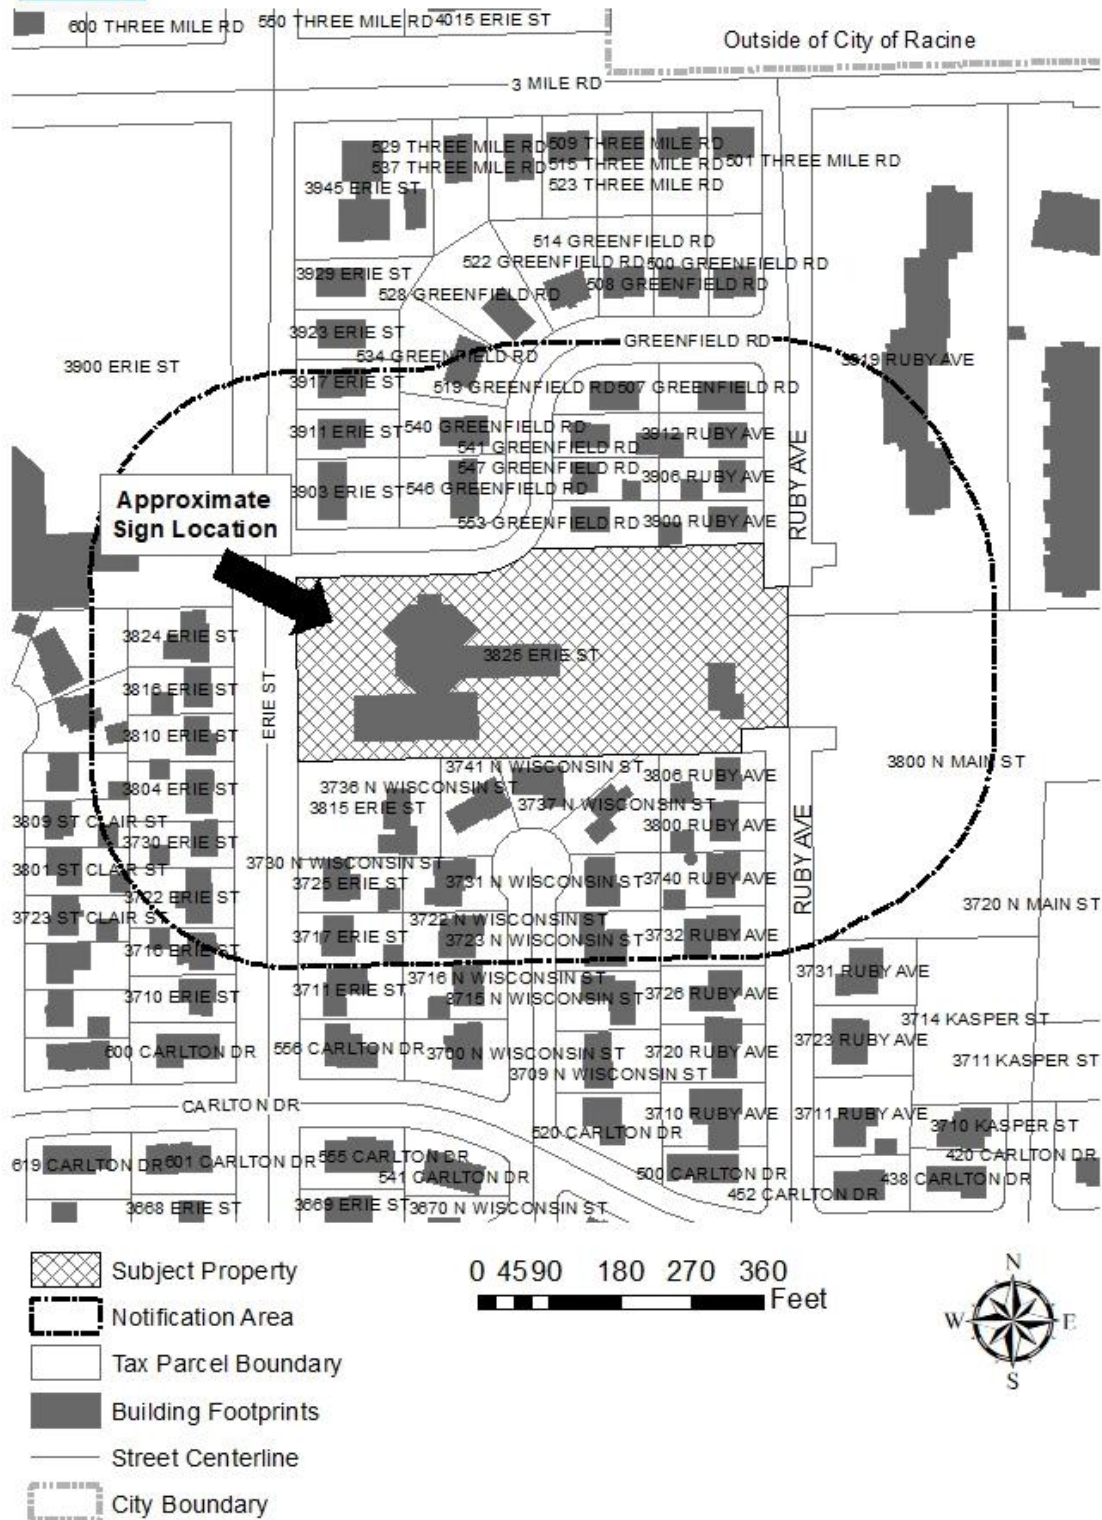 600 THREE MILE RD
550 THREE MILE RD
4015 ERIE ST
Outside of City of Racine
3 MILE RD
529 THREE MILE RD
509 THREE MILE RD
537 THREE MILE RD
515 THREE MILE RD
501 THREE MILE RD
3945 ERIE ST
523 THREE MILE RD
514 GREENFIELD RD
522 GREENFIELD RD
500 GREENFIELD RD
3929 ERIE ST
508 GREENFIELD RD
528 GREENFIELD RD
3923 ERIE ST
GREENFIELD RD
534 GREENFIELD RD
3900 ERIE ST
3919 RUBY AVE
3917 ERIE ST
519 GREENFIELD RD
507 GREENFIELD RD
3911 ERIE ST
540 GREENFIELD RD
3912 RUBY AVE
541 GREENFIELD RD
RUBY AVE
547 GREENFIELD RD
3906 RUBY AVE
3903 ERIE ST
546 GREENFIELD RD
Approximate
Sign Location
553 GREENFIELD RD
3900 RUBY AVE
3824 ERIE ST
3825 ERIE ST
3816 ERIE ST
ERIE ST
3810 ERIE ST
3741 N WISCONSIN ST
3806 RUBY AVE
3800 N MAIN ST
3804 ERIE ST
3736 N WISCONSIN ST
3737 N WISCONSIN ST
3815 ERIE ST
3809 ST CLAIR ST
3800 RUBY AVE
3730 ERIE ST
RUBY AVE
3801 ST CLAIR ST
3730 N WISCONSIN ST
3725 ERIE ST
3731 N WISCONSIN ST
3740 RUBY AVE
3722 ERIE ST
3720 N MAIN ST
3723 ST CLAIR ST
3722 N WISCONSIN ST
3717 ERIE ST
3723 N WISCONSIN ST
3732 RUBY AVE
3716 ERIE ST
3731 RUBY AVE
3716 N WISCONSIN ST
3710 ERIE ST
3711 ERIE ST
3715 N WISCONSIN ST
3726 RUBY AVE
3714 KASPER ST
3723 RUBY AVE
600 CARLTON DR
556 CARLTON DR
3700 N WISCONSIN ST
3720 RUBY AVE
3711 KASPER ST
3709 N WISCONSIN ST
CARLTON DR
3710 RUBY AVE
3711 RUBY AVE
3710 KASPER ST
520 CARLTON DR
420 CARLTON DR
619 CARLTON DR
601 CARLTON DR
555 CARLTON DR
541 CARLTON DR
500 CARLTON DR
438 CARLTON DR
452 CARLTON DR
3668 ERIE ST
3669 ERIE ST
3670 N WISCONSIN ST
Subject Property
Notification Area
Tax Parcel Boundary
Building Footprints
Street Centerline
City Boundary
0 45 90 180 270 360
Feet
N
W E
S